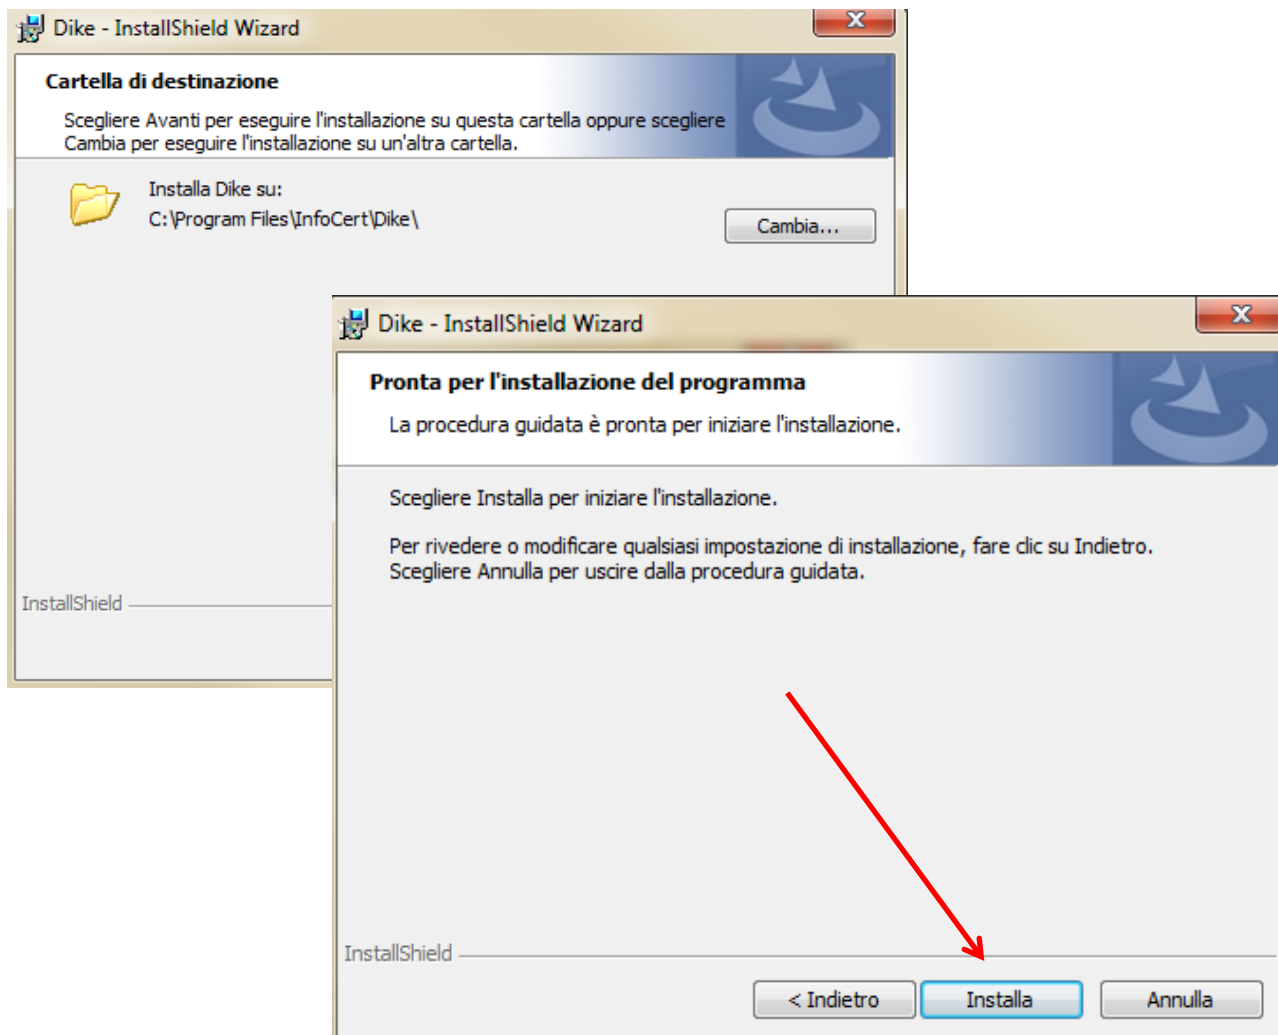 Dike - InstallShield Wizard
Cartella di destinazione
Scegliere Avanti per eseguire l'installazione su questa cartella oppure scegliere
Cambia per eseguire l'installazione su un'altra cartella.
Installa Dike su:
C:\Program Files\InfoCert\Dike\
Cambia...
InstallShield
Dike - InstallShield Wizard
Pronta per l'installazione del programma
La procedura guidata è pronta per iniziare l'installazione.
Scegliere Installa per iniziare l'installazione.
Per rivedere o modificare qualsiasi impostazione di installazione, fare clic su Indietro.
Scegliere Annulla per uscire dalla procedura guidata.
InstallShield
< Indietro
Installa
Annulla